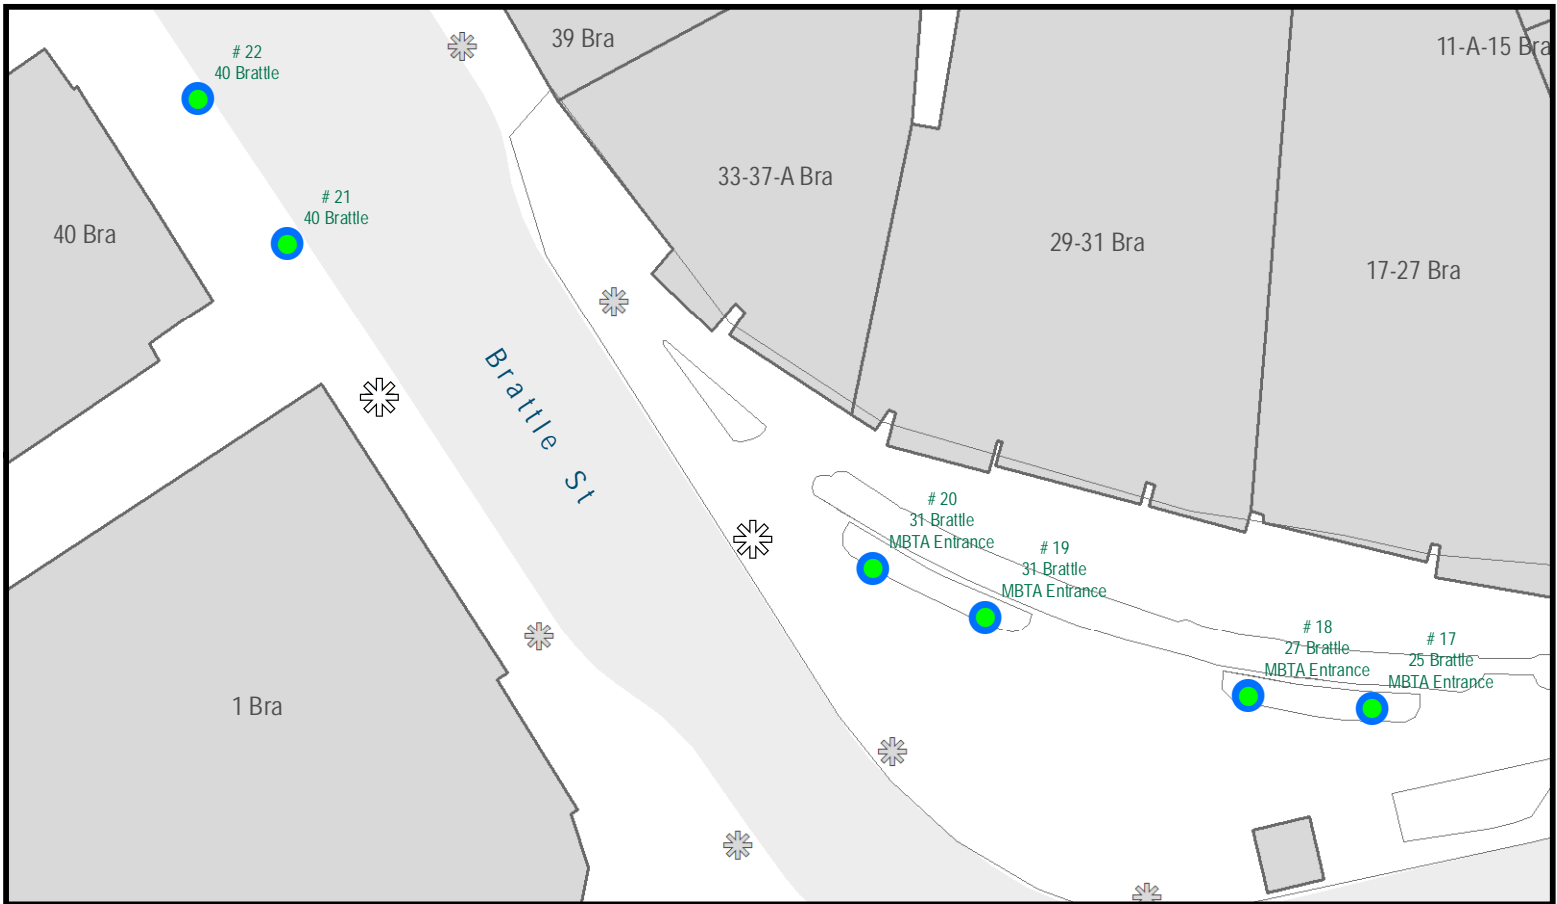 # 22
40 Brattle
39 Bra
11-A-15 Bra
# 21
40 Brattle
33-37-A Bra
40 Bra
29-31 Bra
17-27 Bra
Brattle St
# 20
31 Brattle
MBTA Entrance
# 19
31 Brattle
MBTA Entrance
# 18
27 Brattle
MBTA Entrance
# 17
25 Brattle
MBTA Entrance
1 Bra